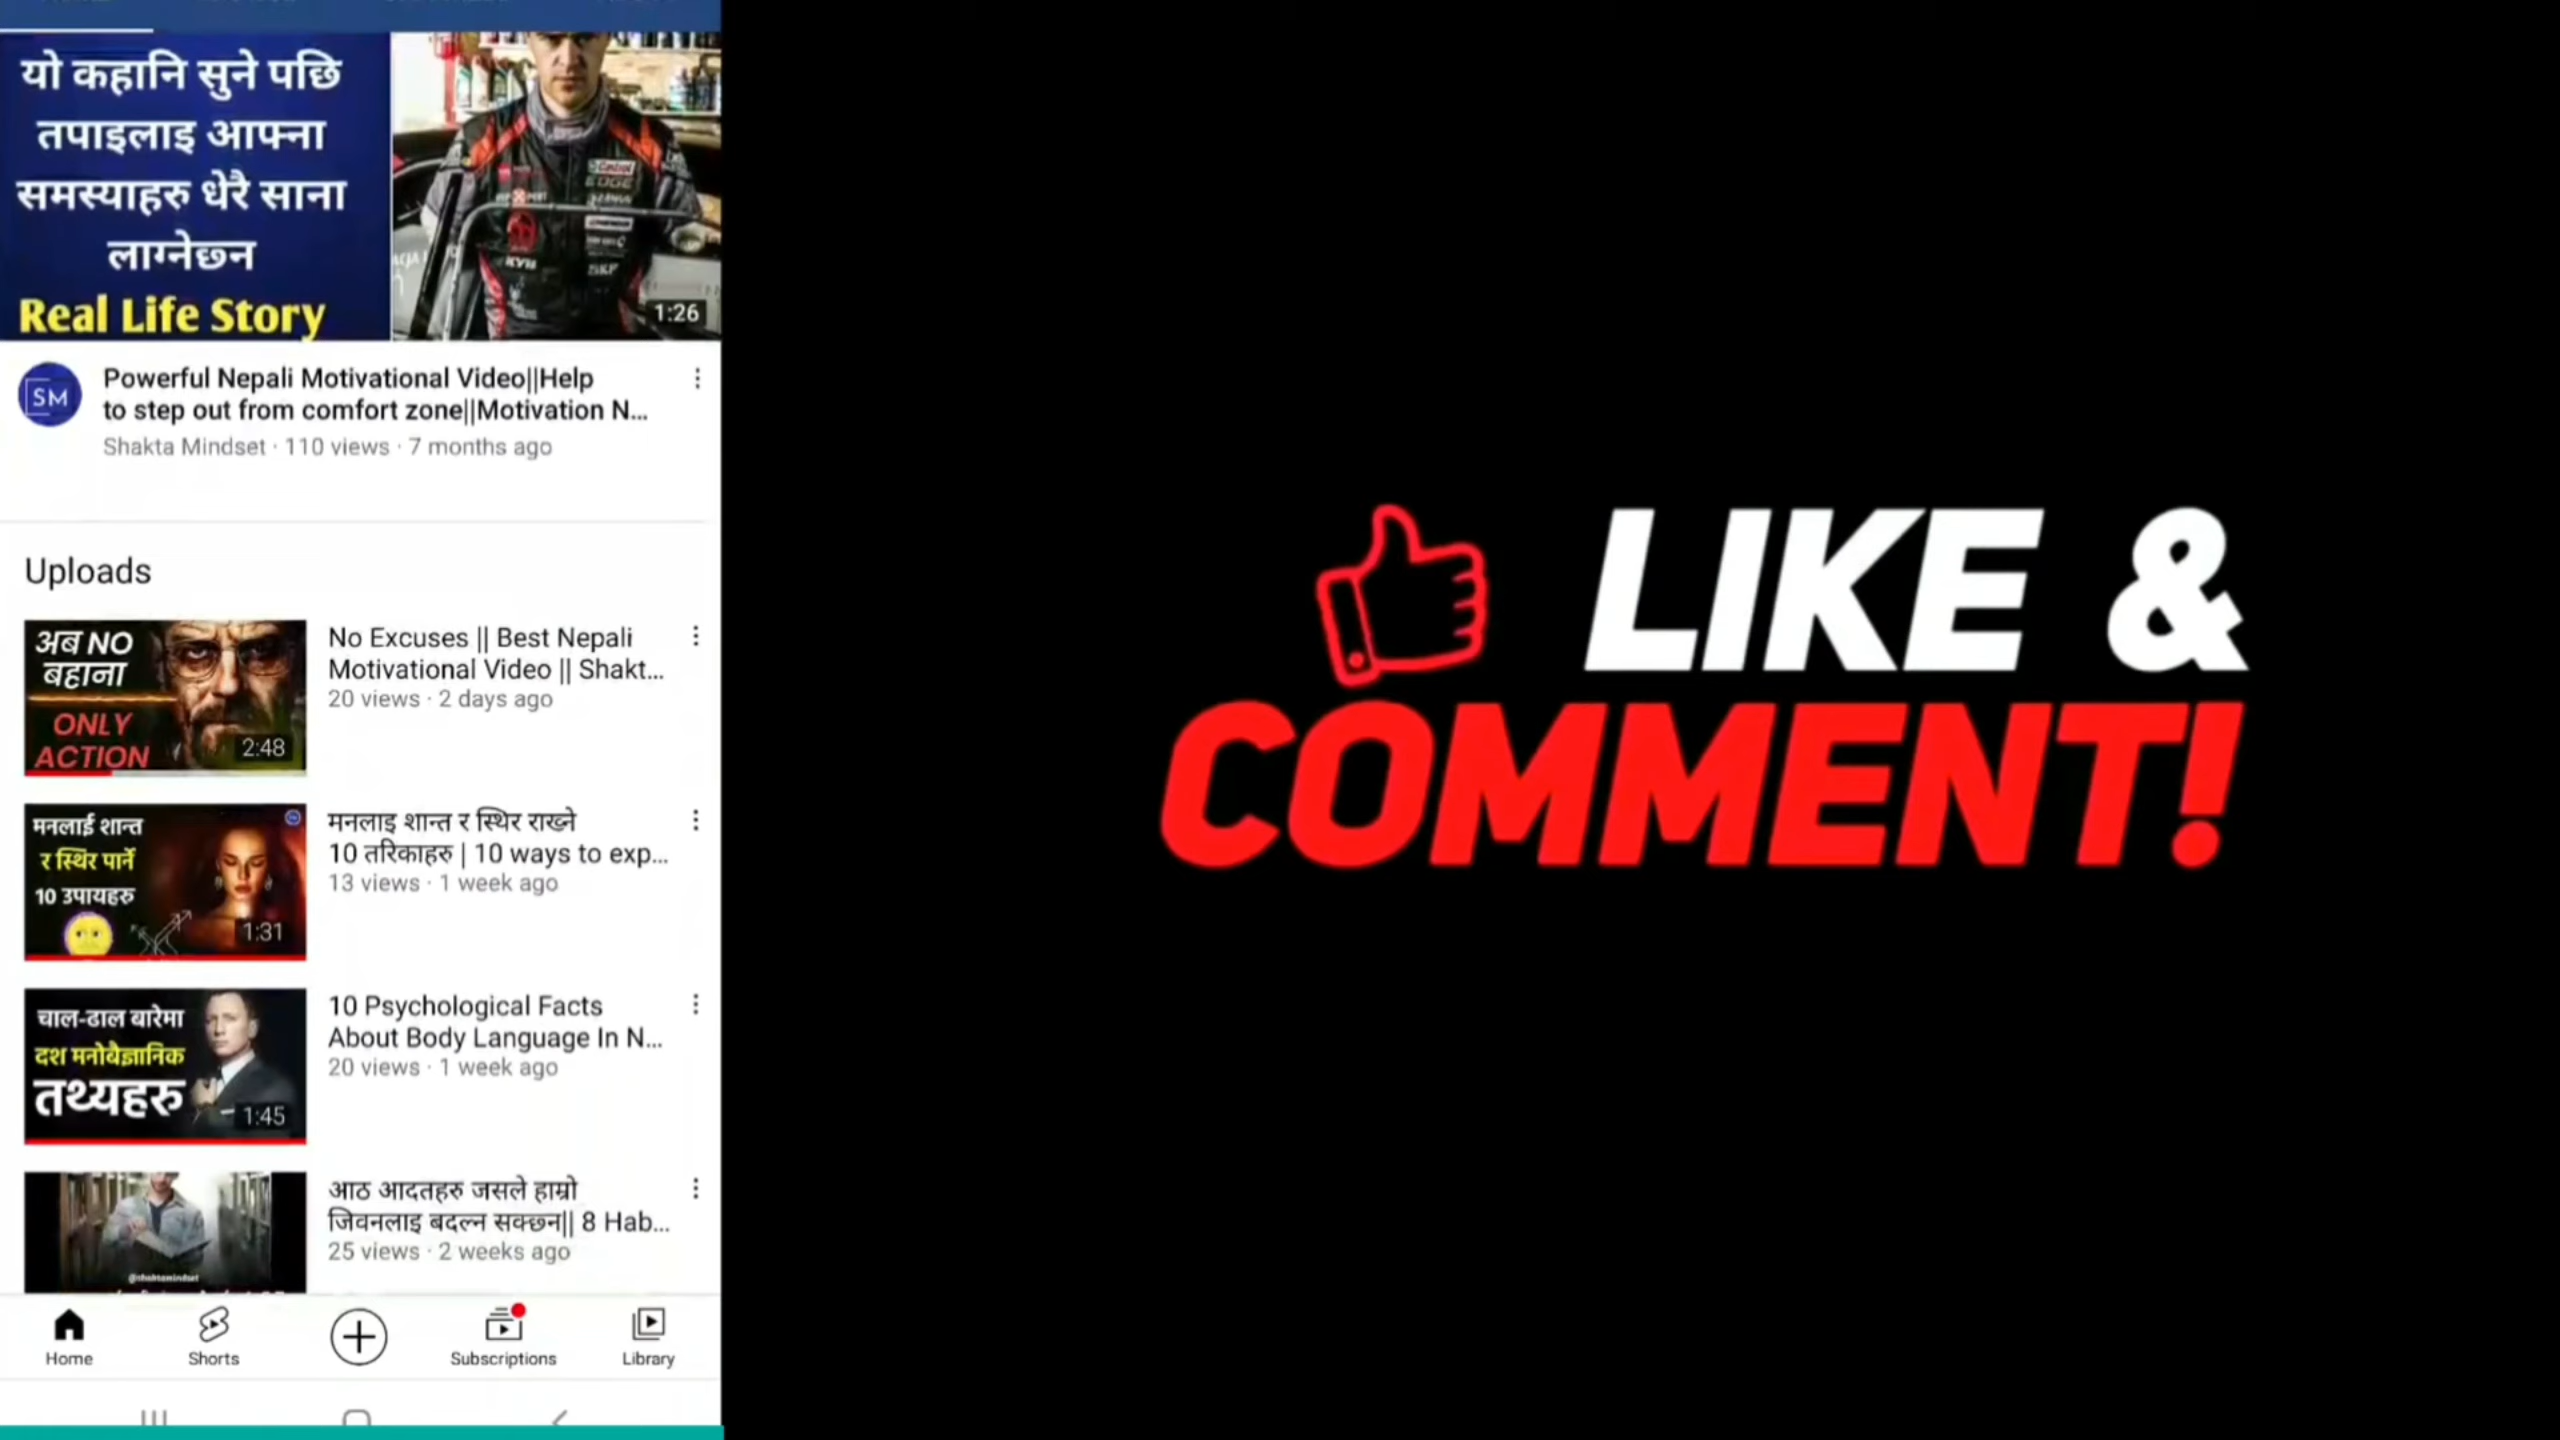 यो कहानि सुने पछि
तपाइलाइ आफ्ना
समस्याहरु धेरै साना
लाग्नेछ्न
Real Life Story
Castrol
EDGE
KYB
SKF
1:26
SM
Powerful Nepali Motivational Video||Help
to step out from comfort zone||Motivation N...
Shakta Mindset · 110 views · 7 months ago
Uploads
अब NO
बहाना
ONLY
ACTION
2:48
No Excuses || Best Nepali
Motivational Video || Shakt...
20 views · 2 days ago
मनलाई शान्त
र स्थिर पार्ने
10 उपायहरु
1:31
मनलाइ शान्त र स्थिर राख्ने
10 तरिकाहरु | 10 ways to exp...
13 views · 1 week ago
चाल-ढाल बारेमा
दश मनोबैज्ञानिक
तथ्यहरु
1:45
10 Psychological Facts
About Body Language In N...
20 views · 1 week ago
@shaktamindset
आठ आदतहरु जसले हाम्रो
जिवनलाइ बदल्न सक्छ्न|| 8 Hab...
25 views · 2 weeks ago
Home
Shorts
Subscriptions
Library
LIKE &
COMMENT!